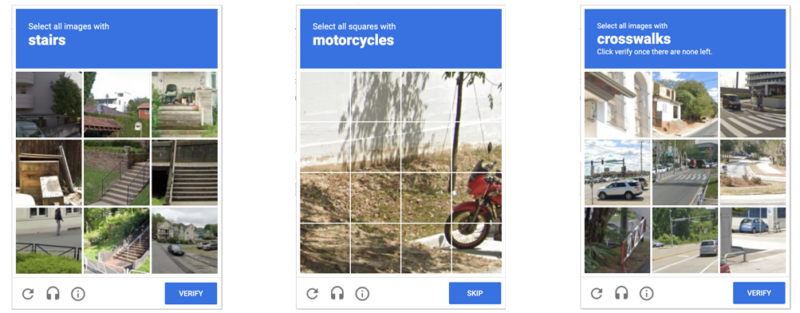 Select all images with
stairs
VERIFY
Select all squares with
motorcycles
SKIP
Select all images with
crosswalks
Click verify once there are none left.
VERIFY